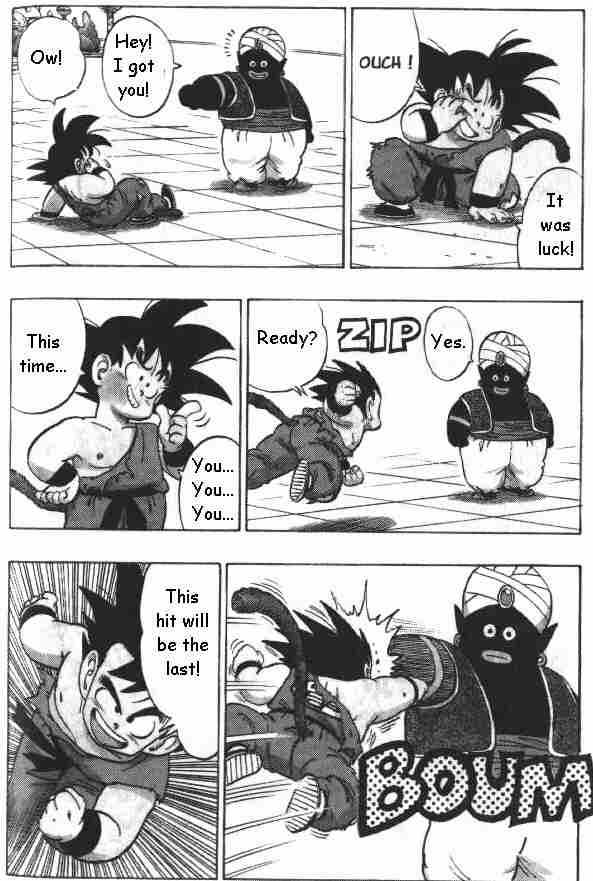 Ow!
Hey!
I got
you!
OUCH !
It
was
luck!
This
time...
You...
You...
You...
Ready?
ZIP
Yes.
This
hit will
be the
last!
BOUM